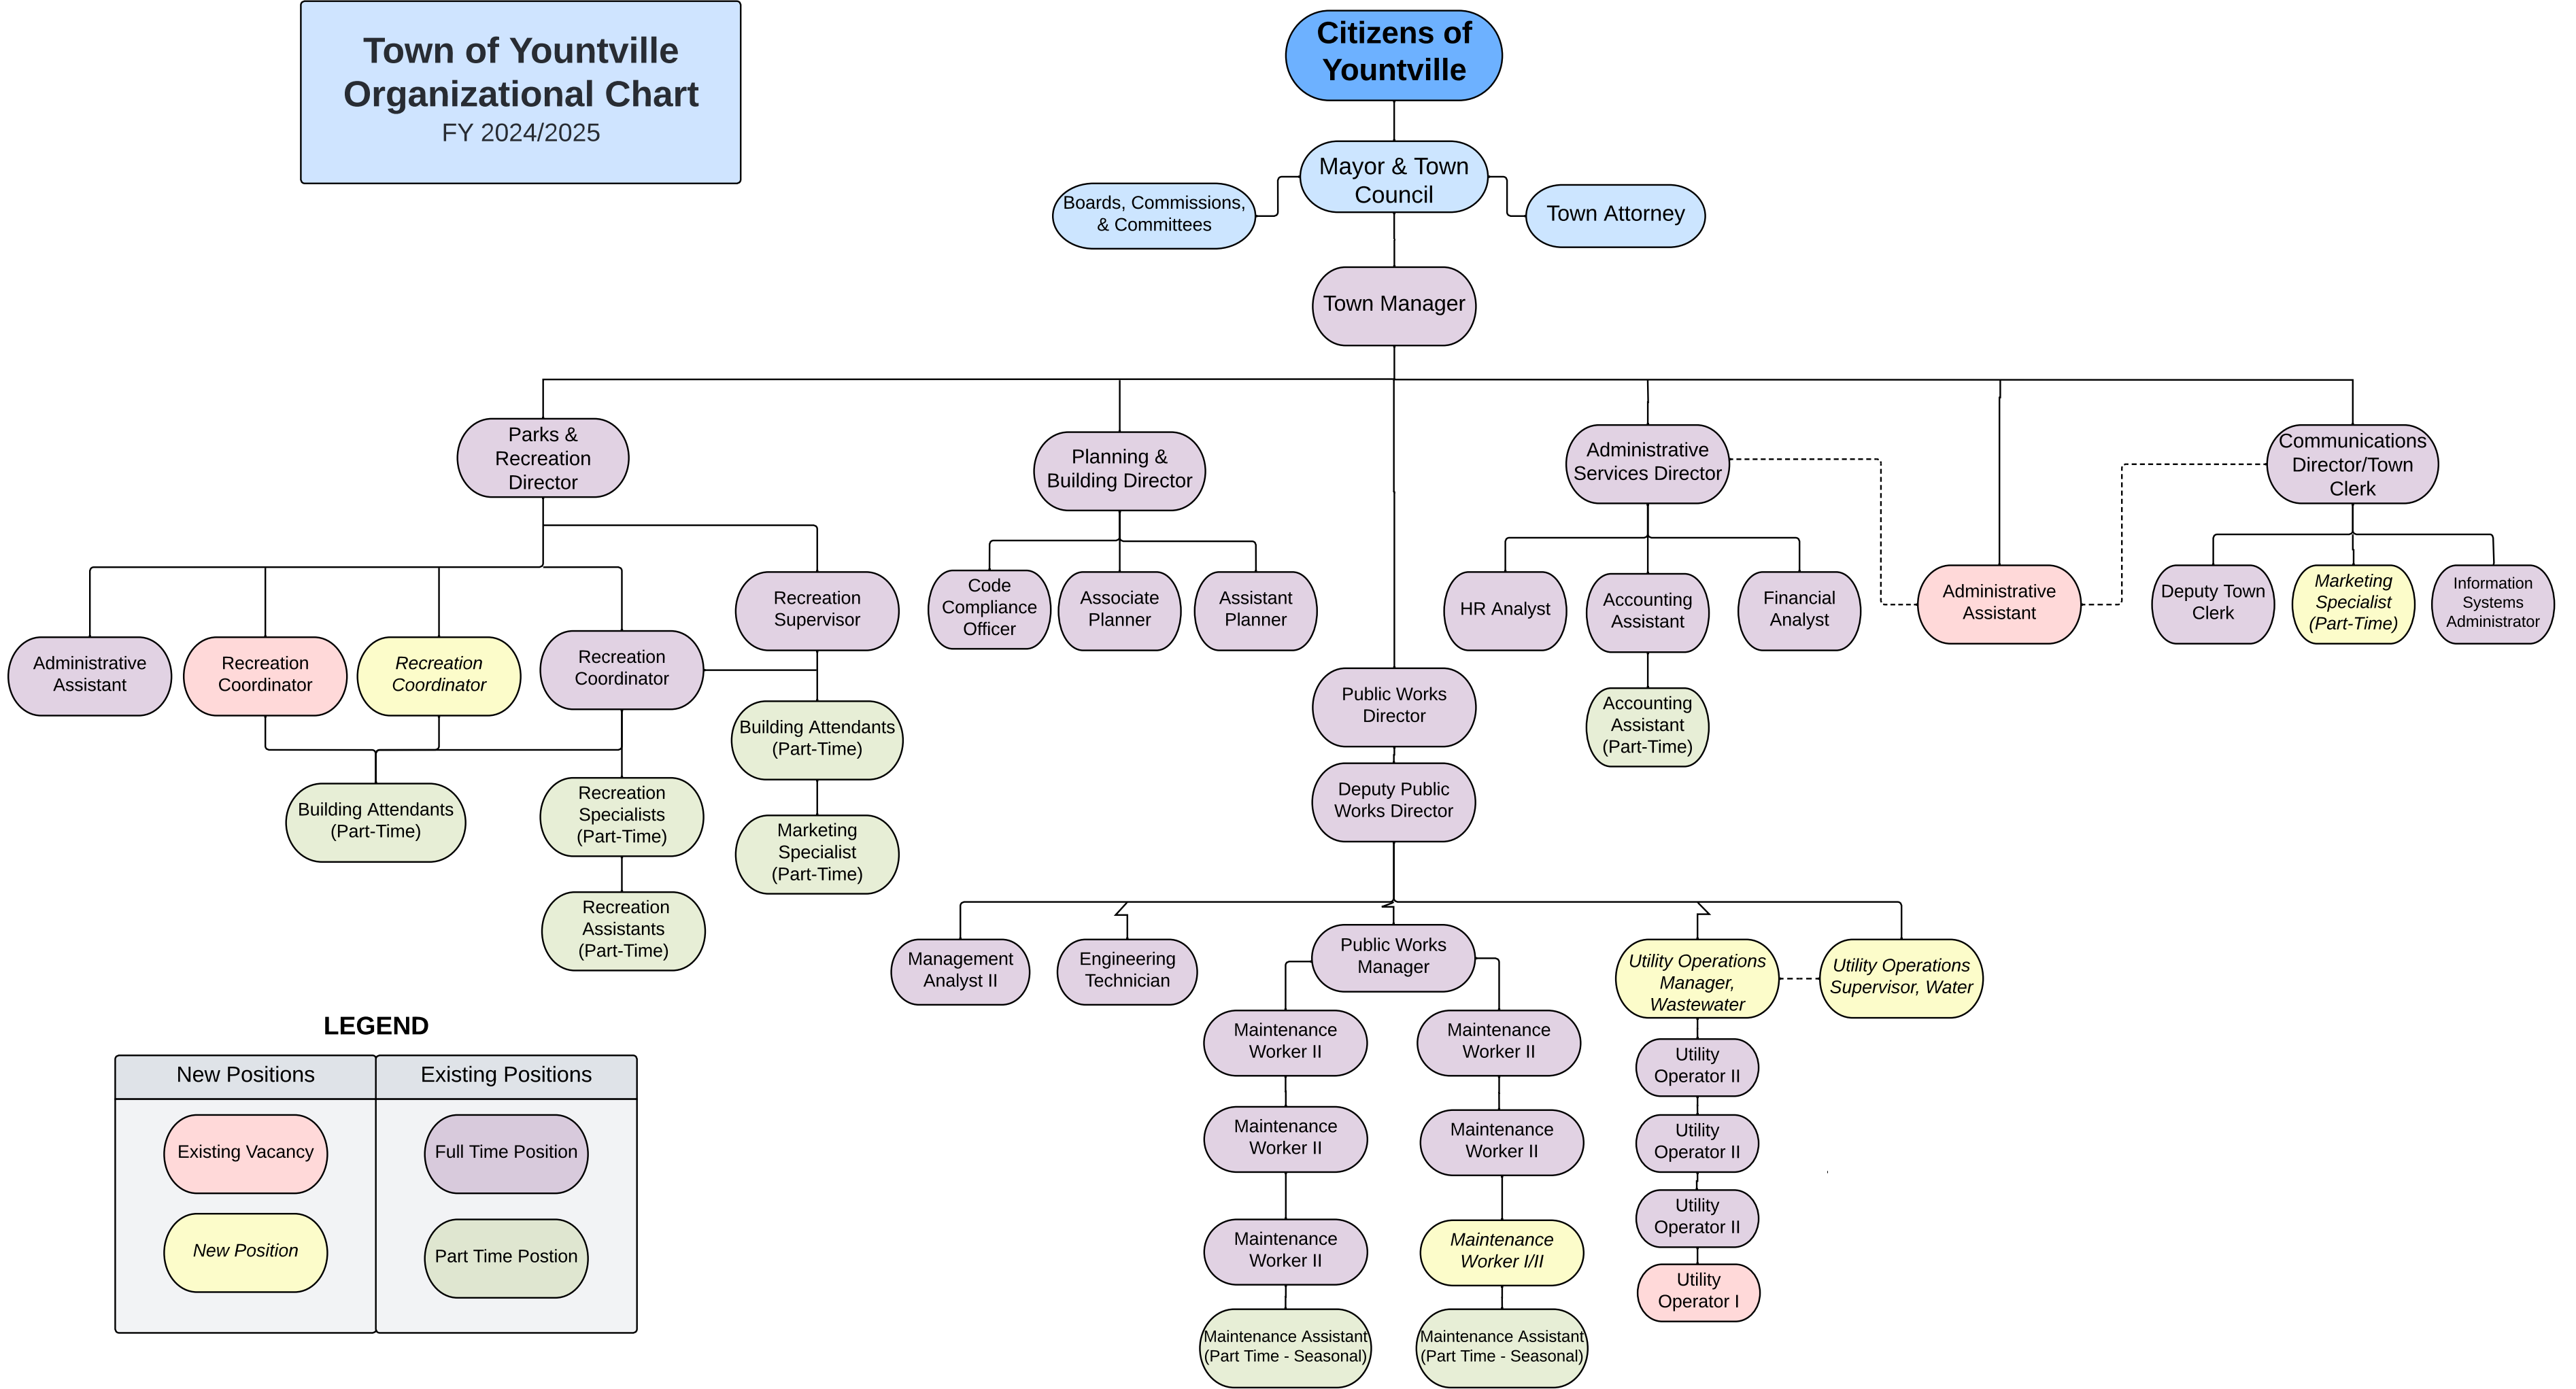 Town of Yountville
Organizational Chart
FY 2024/2025
Citizens of
Yountville
Mayor & Town
Council
Boards, Commissions,
& Committees
Town Attorney
Town Manager
Parks &
Recreation
Director
Planning &
Building Director
Administrative
Services Director
Communications
Director/Town
Clerk
Recreation
Supervisor
Code
Compliance
Officer
Associate
Planner
Assistant
Planner
HR Analyst
Accounting
Assistant
Financial
Analyst
Administrative
Assistant
Deputy Town
Clerk
Marketing
Specialist
(Part-Time)
Information
Systems
Administrator
Administrative
Assistant
Recreation
Coordinator
Recreation
Coordinator
Recreation
Coordinator
Building Attendants
(Part-Time)
Public Works
Director
Accounting
Assistant
(Part-Time)
Building Attendants
(Part-Time)
Recreation
Specialists
(Part-Time)
Marketing
Specialist
(Part-Time)
Deputy Public
Works Director
Recreation
Assistants
(Part-Time)
Management
Analyst II
Engineering
Technician
Public Works
Manager
Utility Operations
Manager,
Wastewater
Utility Operations
Supervisor, Water
Maintenance
Worker II
Maintenance
Worker II
Utility
Operator II
Maintenance
Worker II
Maintenance
Worker II
Utility
Operator II
Utility
Operator II
Maintenance
Worker II
Maintenance
Worker I/II
Utility
Operator I
Maintenance Assistant
(Part Time - Seasonal)
Maintenance Assistant
(Part Time - Seasonal)
LEGEND
New Positions
Existing Positions
Existing Vacancy
Full Time Position
New Position
Part Time Postion